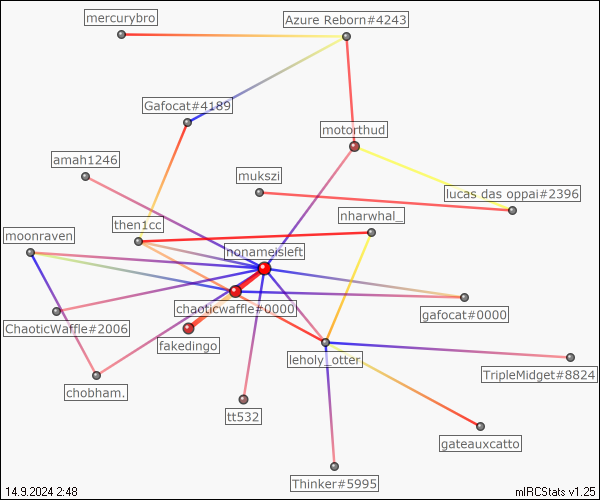 mercurybro
Azure Reborn#4243
Gafocat#4189
motorthud
amah1246
mukszi
lucas das oppai#2396
then1cc
nharwhal_
moonraven
nonameisleft
ChaoticWaffle#2006
chaoticwaffle#0000
gafocat#0000
fakedingo
leholy_otter
TripleMidget#8824
chobham.
tt532
gateauxcatto
Thinker#5995
14.9.2024 2:48
mIRCStats v1.25